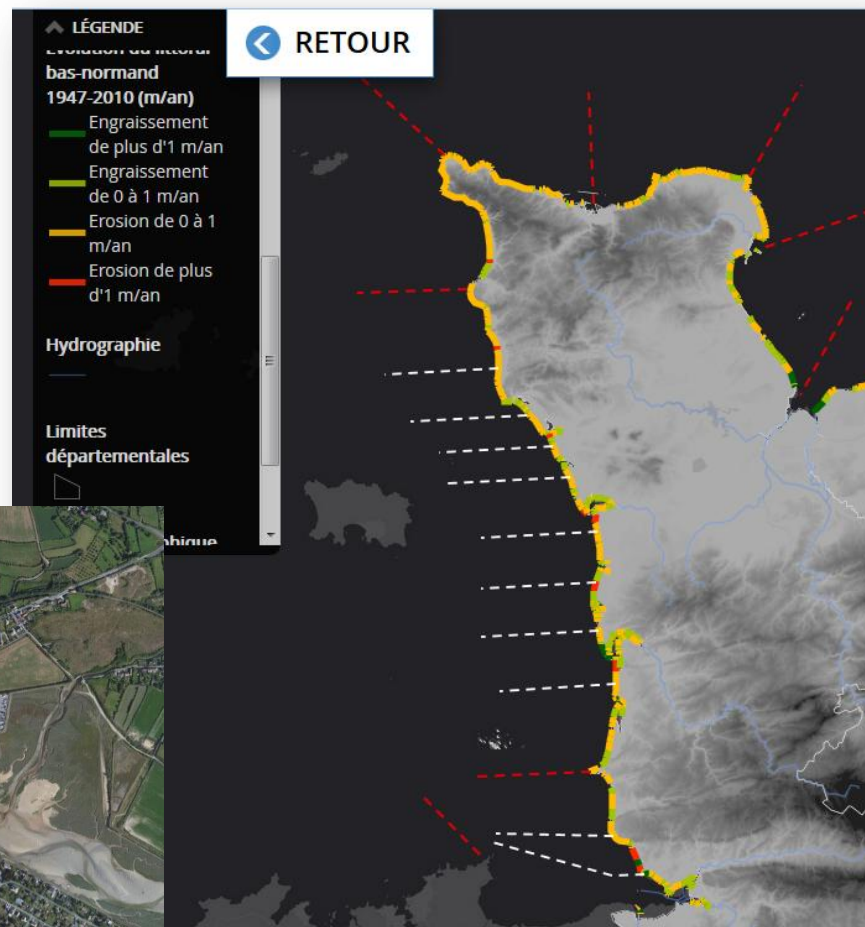 LÉGENDE
RETOUR
bas-normand
1947-2010 (m/an)
Engraissement
de plus d'1 m/an
Engraissement
de 0 à 1 m/an
Erosion de 0 à 1
m/an
Erosion de plus
d'1 m/an
Hydrographie
Limites
départementales